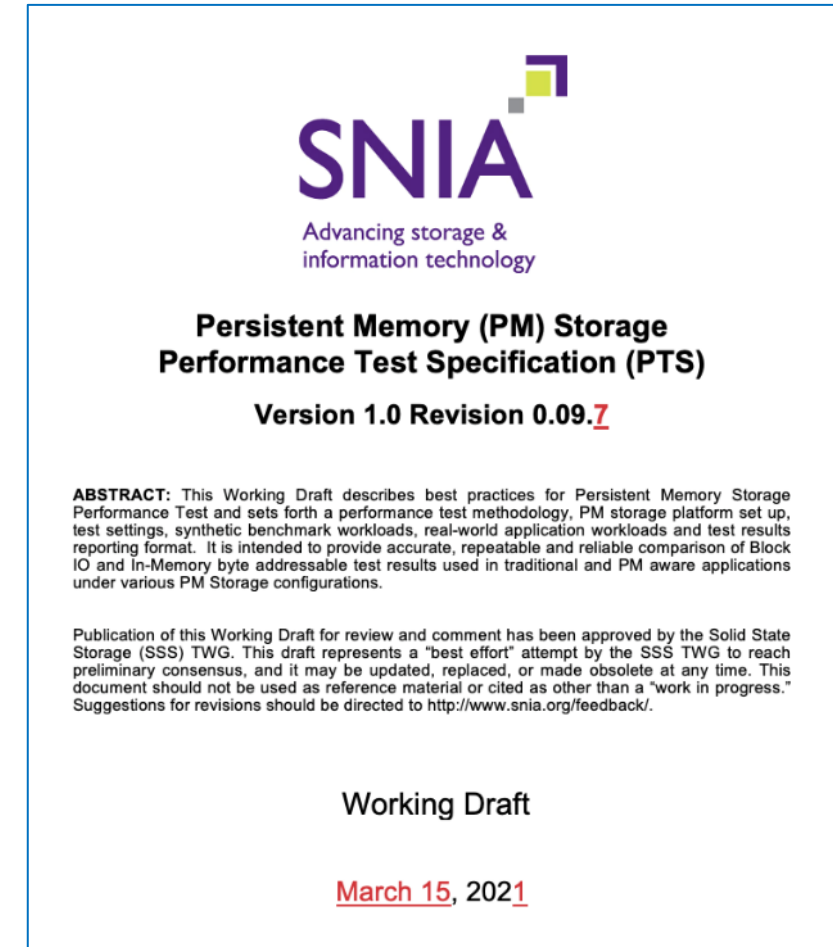 SNIA
Advancing storage &
information technology
Persistent Memory (PM) Storage
Performance Test Specification (PTS)
Version 1.0 Revision 0.09.7
ABSTRACT: This Working Draft describes best practices for Persistent Memory Storage
Performance Test and sets forth a performance test methodology, PM storage platform set up,
test settings, synthetic benchmark workloads, real-world application workloads and test results
reporting format. It is intended to provide accurate, repeatable and reliable comparison of Block
IO and In-Memory byte addressable test results used in traditional and PM aware applications
under various PM Storage configurations.
Publication of this Working Draft for review and comment has been approved by the Solid State
Storage (SSS) TWG. This draft represents a “best effort” attempt by the SSS TWG to reach
preliminary consensus, and it may be updated, replaced, or made obsolete at any time. This
document should not be used as reference material or cited as other than a “work in progress.”
Suggestions for revisions should be directed to http://www.snia.org/feedback/.
Working Draft
March 15, 2021